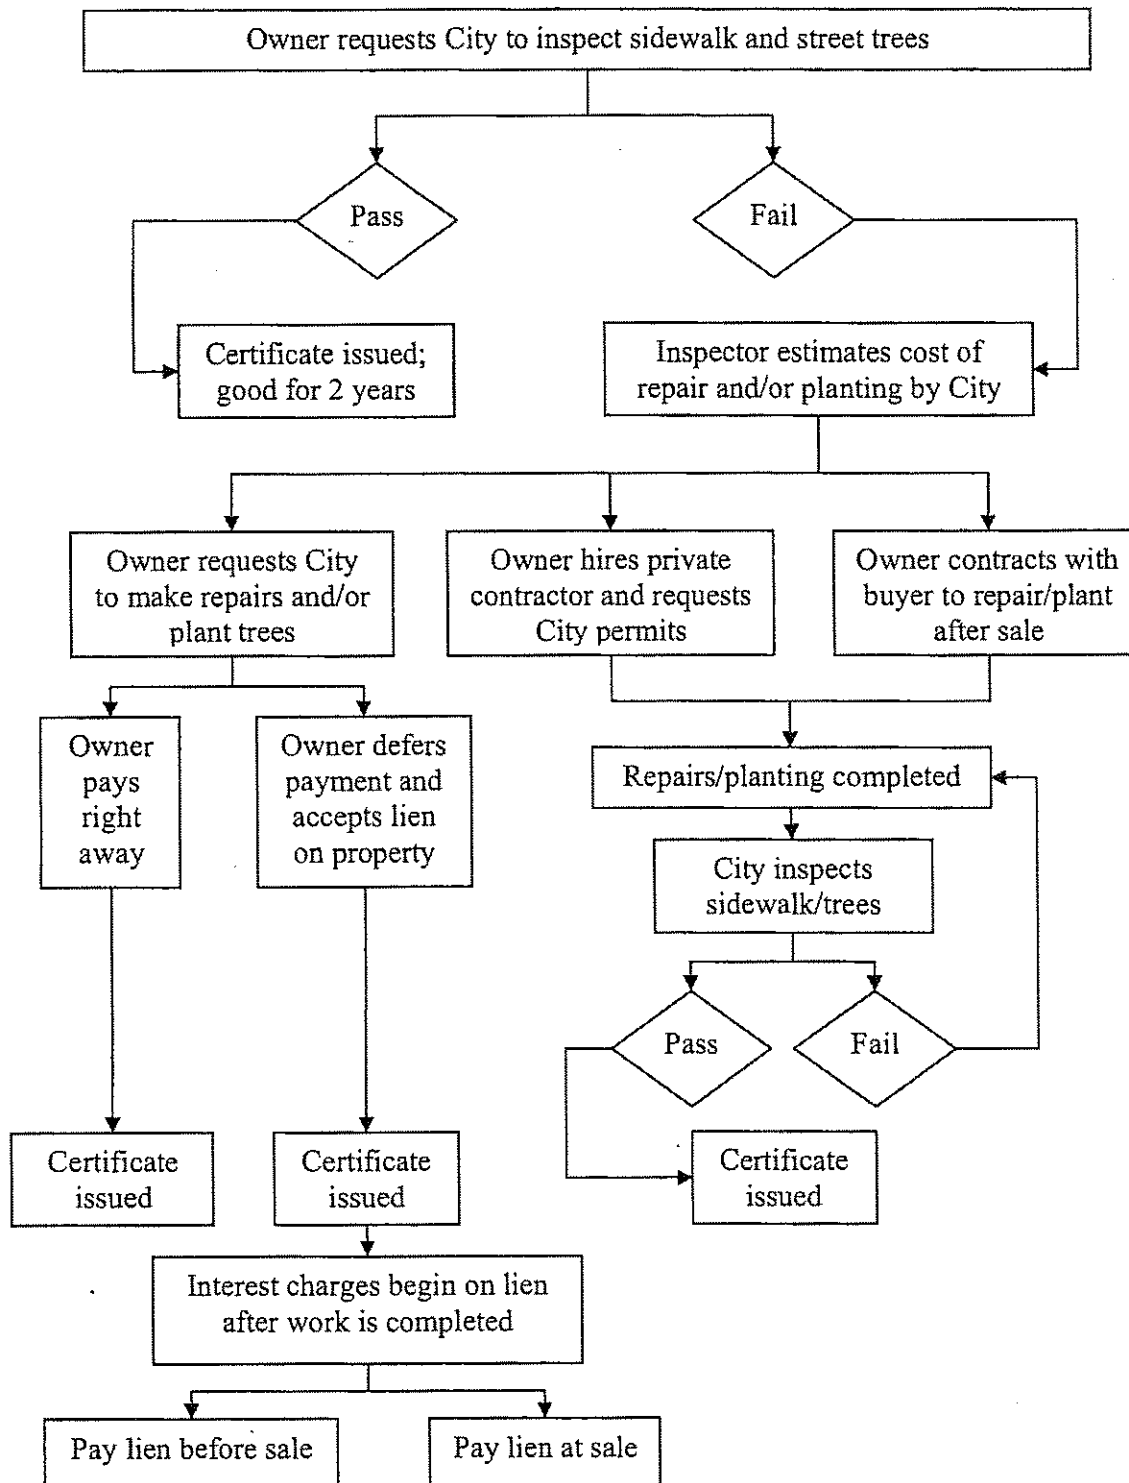 Owner requests City to inspect sidewalk and street trees
Pass
Fail
Certificate issued;
good for 2 years
Inspector estimates cost of
repair and/or planting by City
Owner requests City
to make repairs and/or
plant trees
Owner hires private
contractor and requests
City permits
Owner contracts with
buyer to repair/plant
after sale
Owner
pays
right
away
Owner defers
payment and
accepts lien
on property
Repairs/planting completed
City inspects
sidewalk/trees
Pass
Fail
Certificate
issued
Certificate
issued
Certificate
issued
Interest charges begin on lien
after work is completed
Pay lien before sale
Pay lien at sale